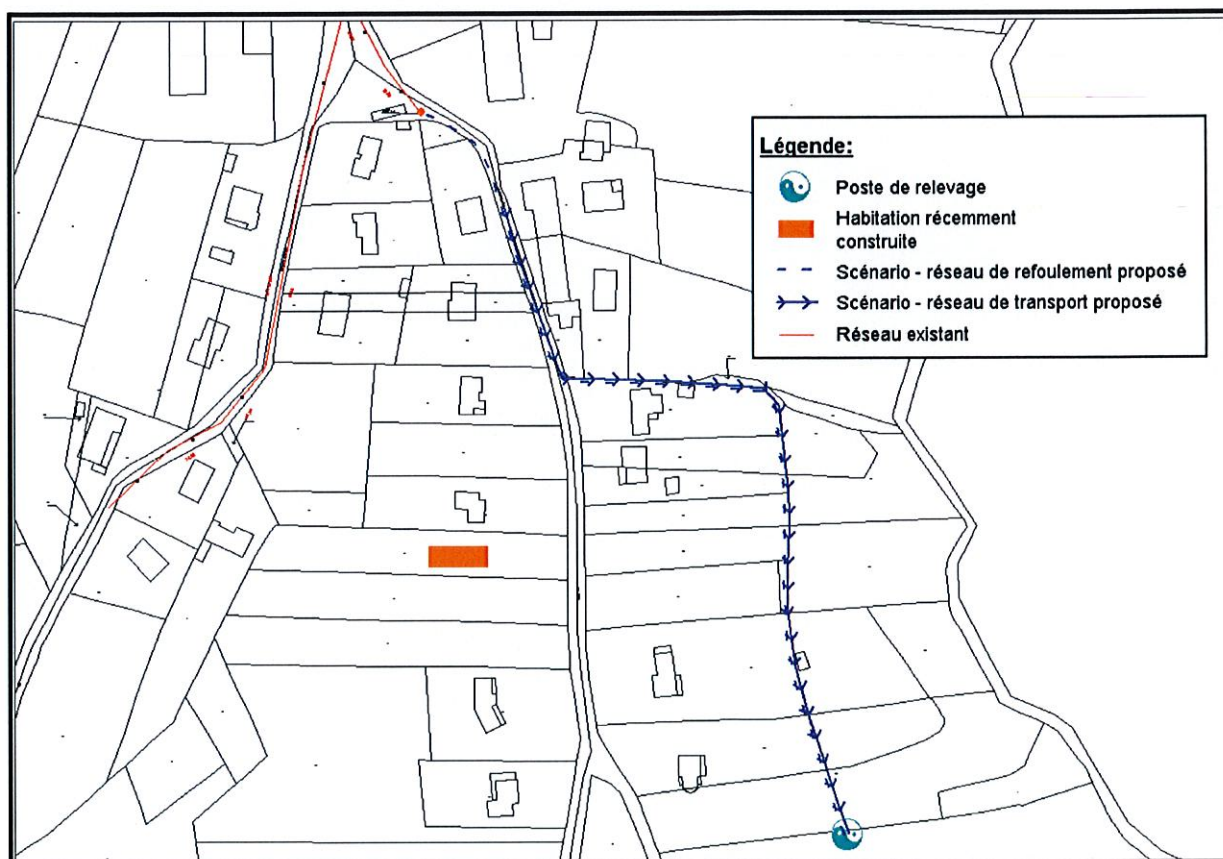 Légende:
Poste de relevage
Habitation récemment
construite
Scénario - réseau de refoulement proposé
Scénario - réseau de transport proposé
Réseau existant